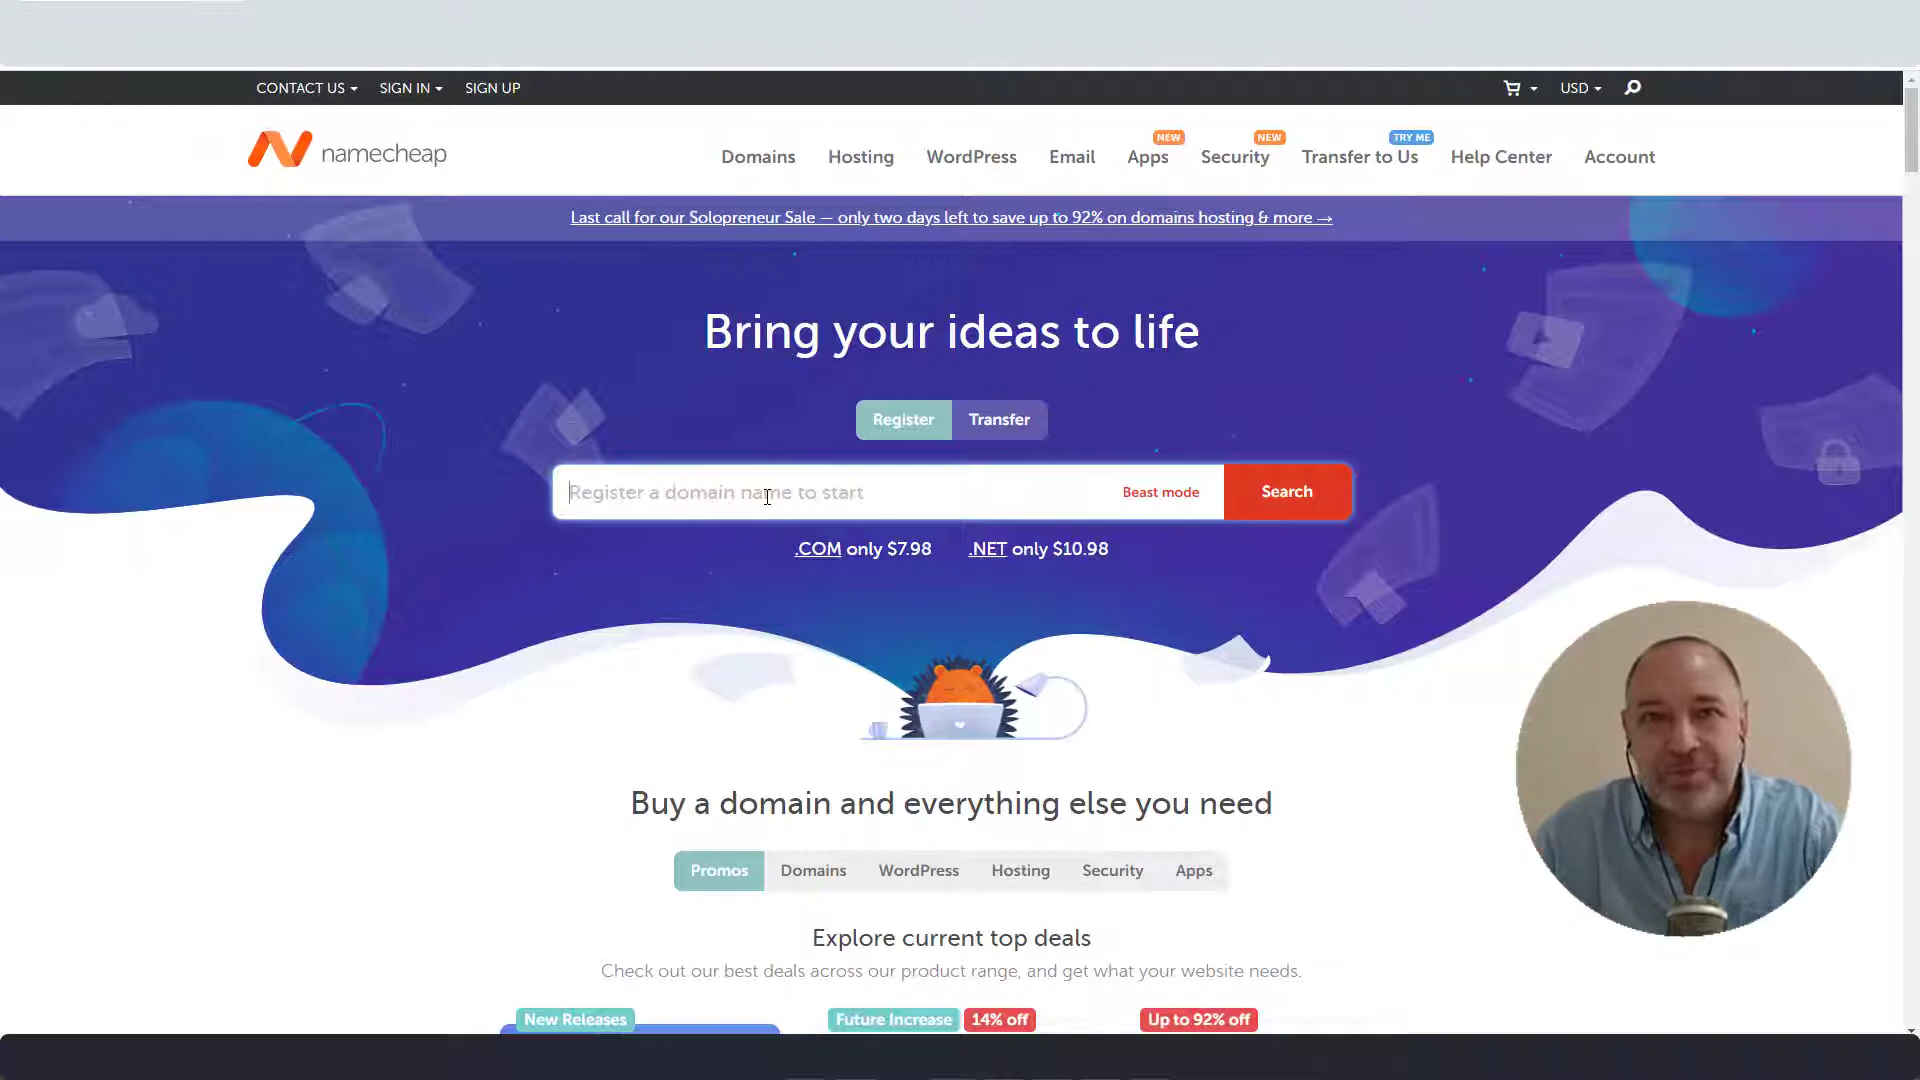 CONTACT US
SIGN IN
SIGN UP
USD
namecheap
Domains
Hosting
WordPress
Email
NEW
Apps
NEW
Security
TRY ME
Transfer to Us
Help Center
Account
Last call for our Solopreneur Sale — only two days left to save up to 92% on domains hosting & more →
Bring your ideas to life
Register
Transfer
Register a domain name to start
Beast mode
Search
.COM only $7.98
.NET only $10.98
Buy a domain and everything else you need
Promos
Domains
WordPress
Hosting
Security
Apps
Explore current top deals
Check out our best deals across our product range, and get what your website needs.
New Releases
Future Increase
14% off
Up to 92% off